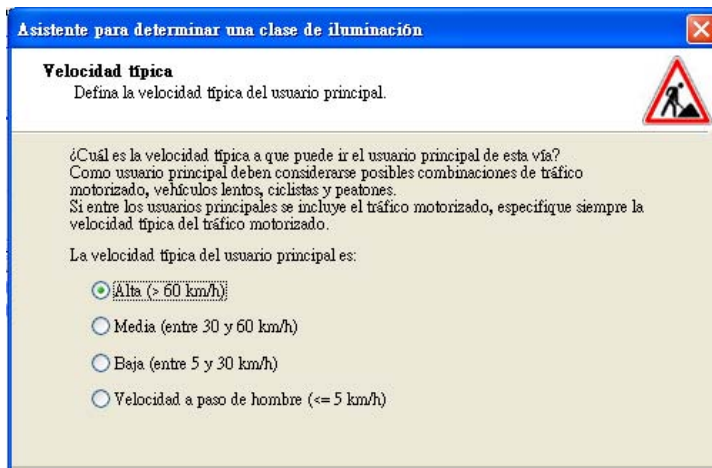 Asistente para determinar una clase de iluminación
Velocidad típica
Defina la velocidad típica del usuario principal.
¿Cuál es la velocidad típica a que puede ir el usuario principal de esta vía?
Como usuario principal deben considerarse posibles combinaciones de tráfico
motorizado, vehículos lentos, ciclistas y peatones.
Si entre los usuarios principales se incluye el tráfico motorizado, especifique siempre la
velocidad típica del tráfico motorizado.
La velocidad típica del usuario principal es:
Alta (> 60 km/h)
Media (entre 30 y 60 km/h)
Baja (entre 5 y 30 km/h)
Velocidad a paso de hombre (<= 5 km/h)